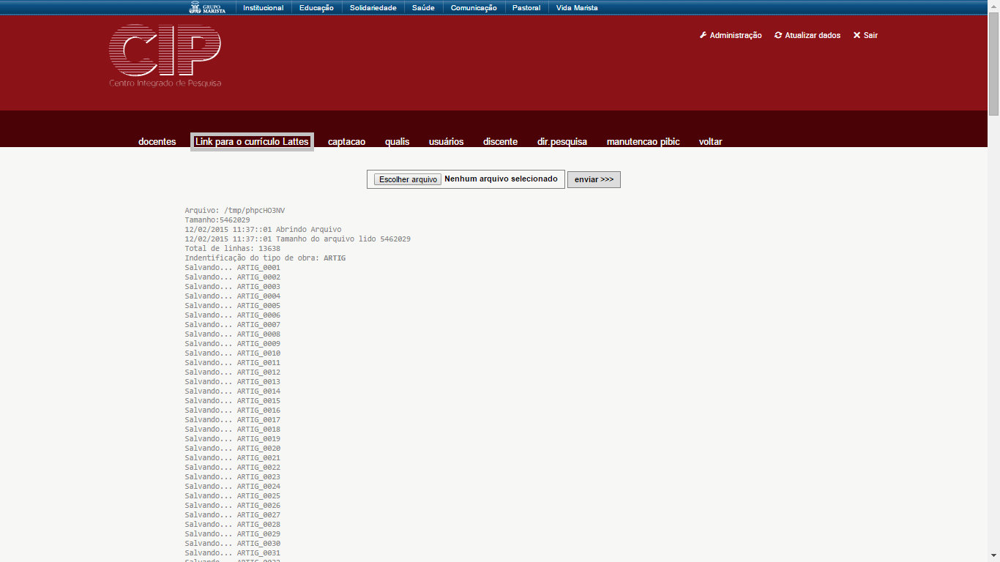 GRUPO MARISTA Institucional Educação Solidariedade Saúde Comunicação Pastoral Vida Marista
CIP
Centro Integrado de Pesquisa
Administração Atualizar dados Sair
docentes Link para o currículo Lattes captacao qualis usuários discente dir.pesquisa manutencao pibic voltar
Escolher arquivo Nenhum arquivo selecionado enviar >>>
Arquivo: /tmp/phpcHO3NV
Tamanho:5462029
12/02/2015 11:37::01 Abrindo Arquivo
12/02/2015 11:37::01 Tamanho do arquivo lido 5462029
Total de linhas: 13638
Indentificação do tipo de obra: ARTIG
Salvando... ARTIG_0001
Salvando... ARTIG_0002
Salvando... ARTIG_0003
Salvando... ARTIG_0004
Salvando... ARTIG_0005
Salvando... ARTIG_0006
Salvando... ARTIG_0007
Salvando... ARTIG_0008
Salvando... ARTIG_0009
Salvando... ARTIG_0010
Salvando... ARTIG_0011
Salvando... ARTIG_0012
Salvando... ARTIG_0013
Salvando... ARTIG_0014
Salvando... ARTIG_0015
Salvando... ARTIG_0016
Salvando... ARTIG_0017
Salvando... ARTIG_0018
Salvando... ARTIG_0019
Salvando... ARTIG_0020
Salvando... ARTIG_0021
Salvando... ARTIG_0022
Salvando... ARTIG_0023
Salvando... ARTIG_0024
Salvando... ARTIG_0025
Salvando... ARTIG_0026
Salvando... ARTIG_0027
Salvando... ARTIG_0028
Salvando... ARTIG_0029
Salvando... ARTIG_0030
Salvando... ARTIG_0031
Salvando... ARTIG_0032